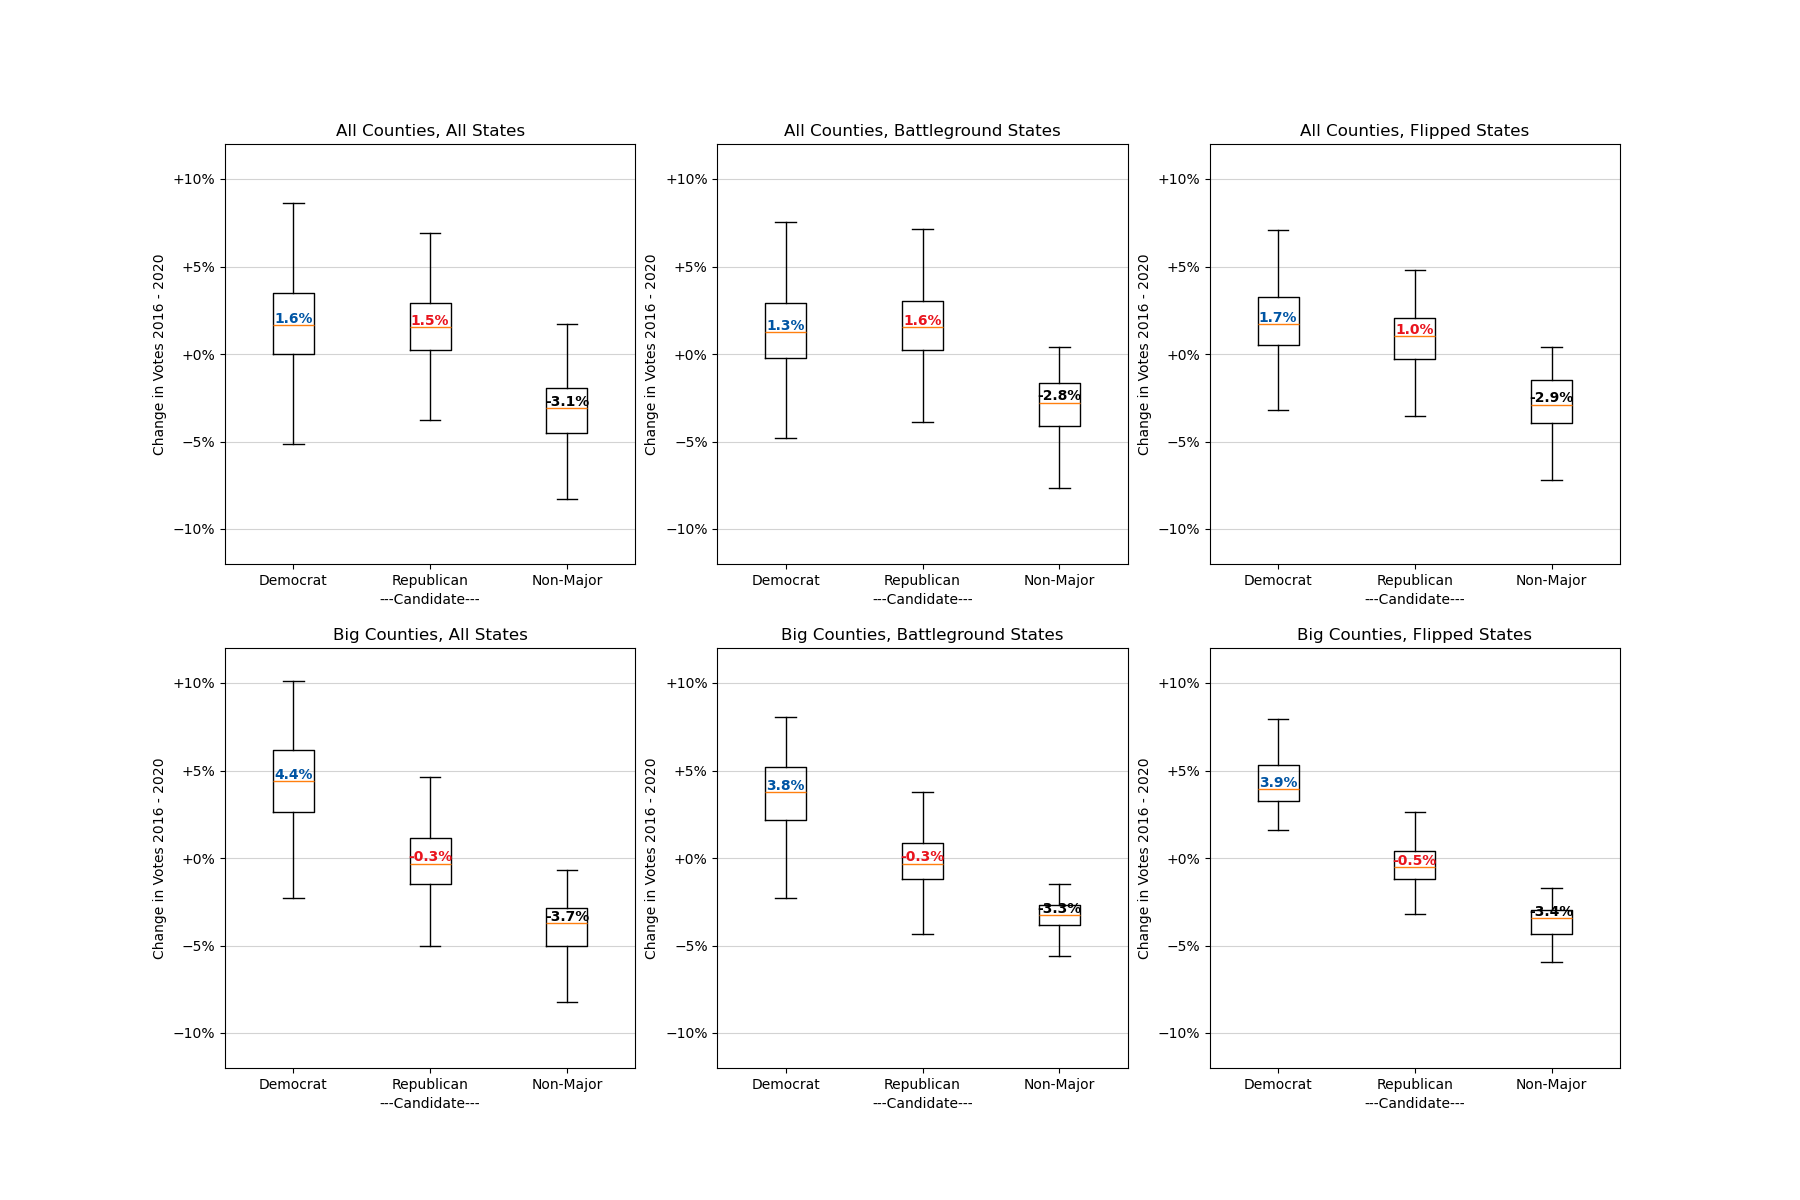 All Counties, All States
Change in Votes 2016 - 2020
+10%
+5%
+0%
−5%
−10%
1.6%
1.5%
-3.1%
Democrat Republican Non-Major
---Candidate---
All Counties, Battleground States
Change in Votes 2016 - 2020
+10%
+5%
+0%
−5%
−10%
1.3%
1.6%
-2.8%
Democrat Republican Non-Major
---Candidate---
All Counties, Flipped States
Change in Votes 2016 - 2020
+10%
+5%
+0%
−5%
−10%
1.7%
1.0%
-2.9%
Democrat Republican Non-Major
---Candidate---
Big Counties, All States
Change in Votes 2016 - 2020
+10%
+5%
+0%
−5%
−10%
4.4%
-0.3%
-3.7%
Democrat Republican Non-Major
---Candidate---
Big Counties, Battleground States
Change in Votes 2016 - 2020
+10%
+5%
+0%
−5%
−10%
3.8%
-0.3%
-3.3%
Democrat Republican Non-Major
---Candidate---
Big Counties, Flipped States
Change in Votes 2016 - 2020
+10%
+5%
+0%
−5%
−10%
3.9%
-0.5%
-3.4%
Democrat Republican Non-Major
---Candidate---